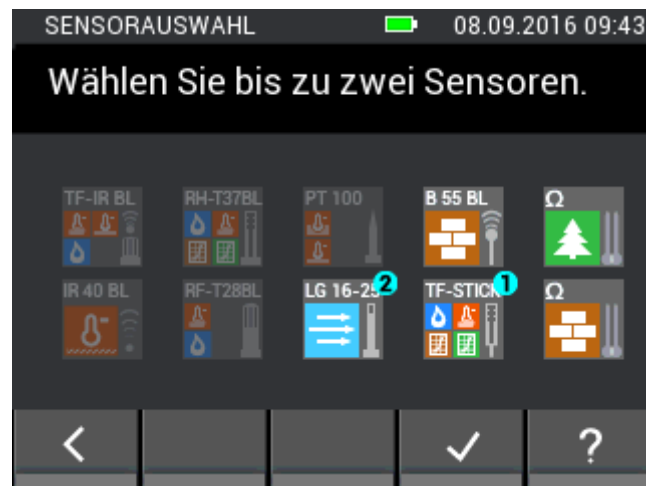 SENSORAUSWAHL 08.09.2016 09:43
Wählen Sie bis zu zwei Sensoren.
TF-IR BL RH-T37BL PT 100 B 55 BL Ω
IR 40 BL RF-T28BL LG 16-25 2 TF-STICK 1 Ω
?